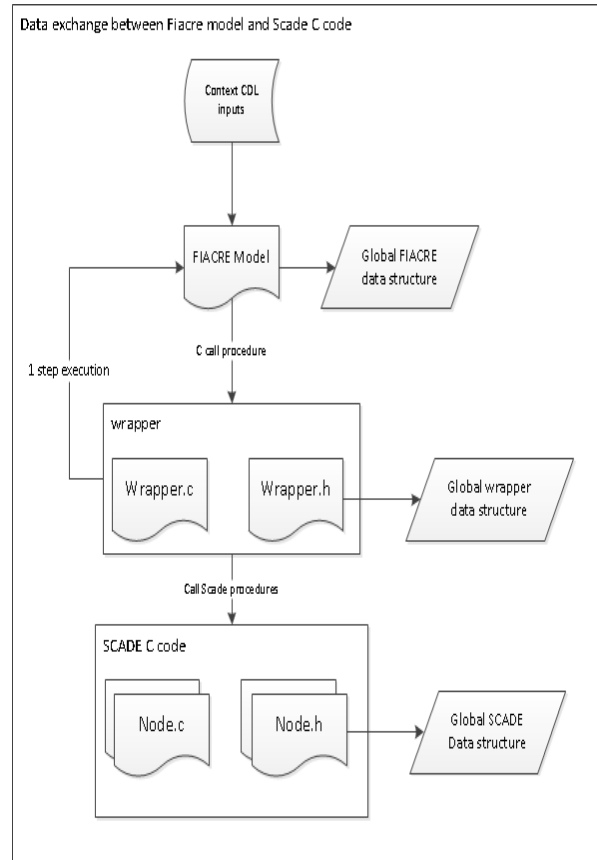 Data exchange between Fiacre model and Scade C code
Context CDL
inputs
FIACRE Model
Global FIACRE
data structure
C call procedure
1 step execution
wrapper
Wrapper.c
Wrapper.h
Global wrapper
data structure
Call Scade procedures
SCADE C code
Node.c
Node.h
Global SCADE
Data structure